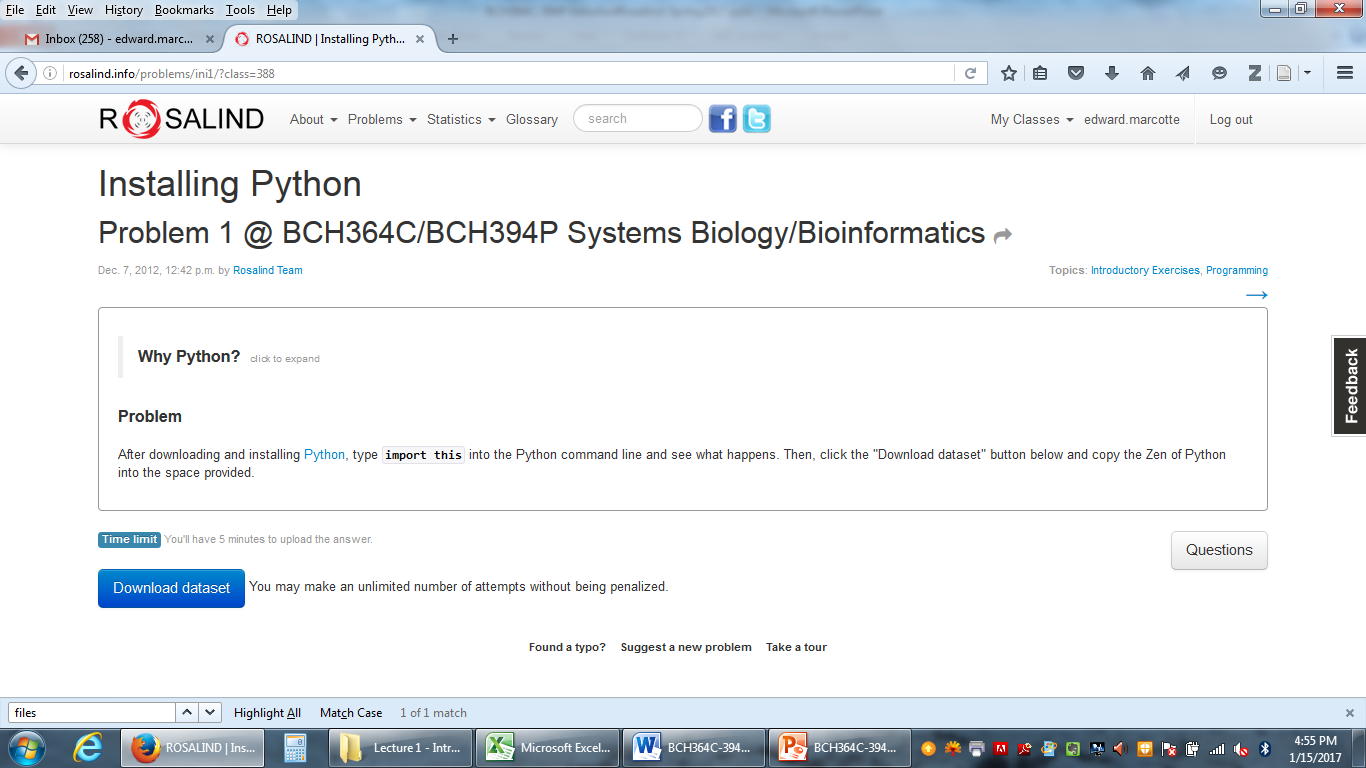 File Edit View History Bookmarks Tools Help
Inbox (258) - edward.marc... × ROSALIND | Installing Pyth... × +
rosalind.info/problems/ini1/?class=388
R SALIND About Problems Statistics Glossary search My Classes edward.marcotte Log out
Installing Python
Problem 1 @ BCH364C/BCH394P Systems Biology/Bioinformatics
Dec. 7, 2012, 12:42 p.m. by Rosalind Team Topics: Introductory Exercises, Programming
→
Why Python? click to expand
Feedback
Problem
After downloading and installing Python, type import this into the Python command line and see what happens. Then, click the "Download dataset" button below and copy the Zen of Python
into the space provided.
Time limit You'll have 5 minutes to upload the answer.
Questions
Download dataset You may make an unlimited number of attempts without being penalized.
Found a typo? Suggest a new problem Take a tour
files Highlight All Match Case 1 of 1 match ×
ROSALIND | Ins... Lecture 1 - Intr... Microsoft Excel... BCH364C-394... BCH364C-394... 4:55 PM
1/15/2017